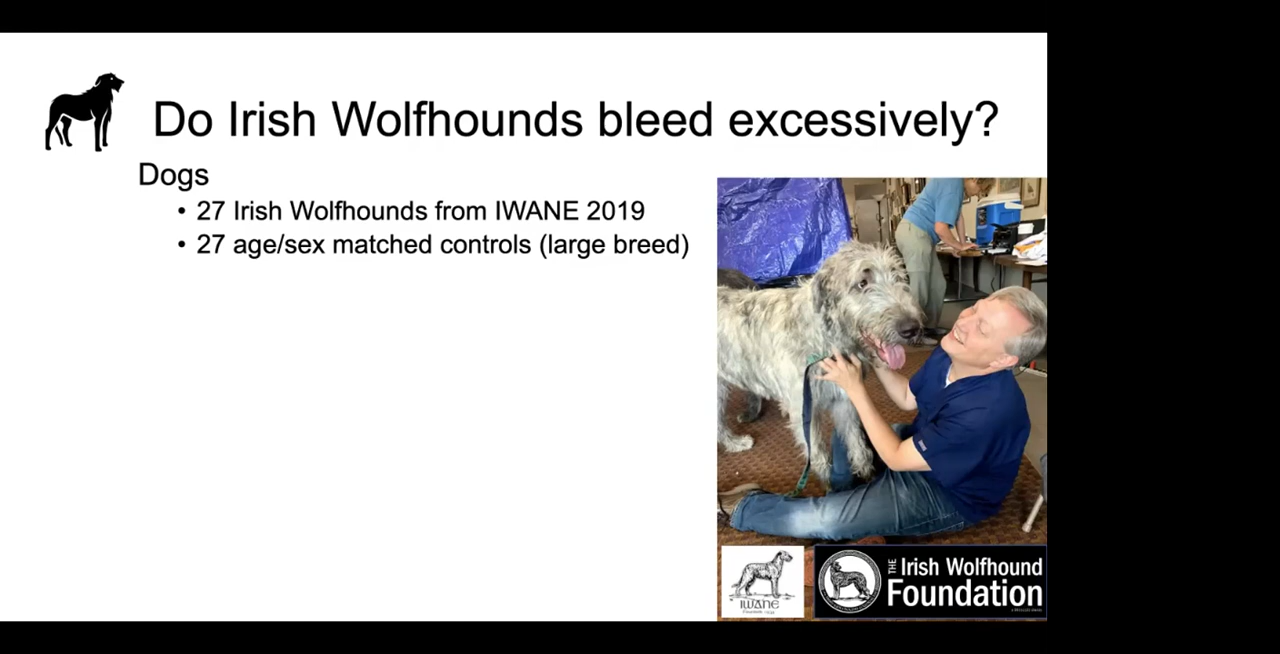 Do Irish Wolfhounds bleed excessively?
Dogs
• 27 Irish Wolfhounds from IWANE 2019
• 27 age/sex matched controls (large breed)
IWANE
THE Irish Wolfhound
Foundation